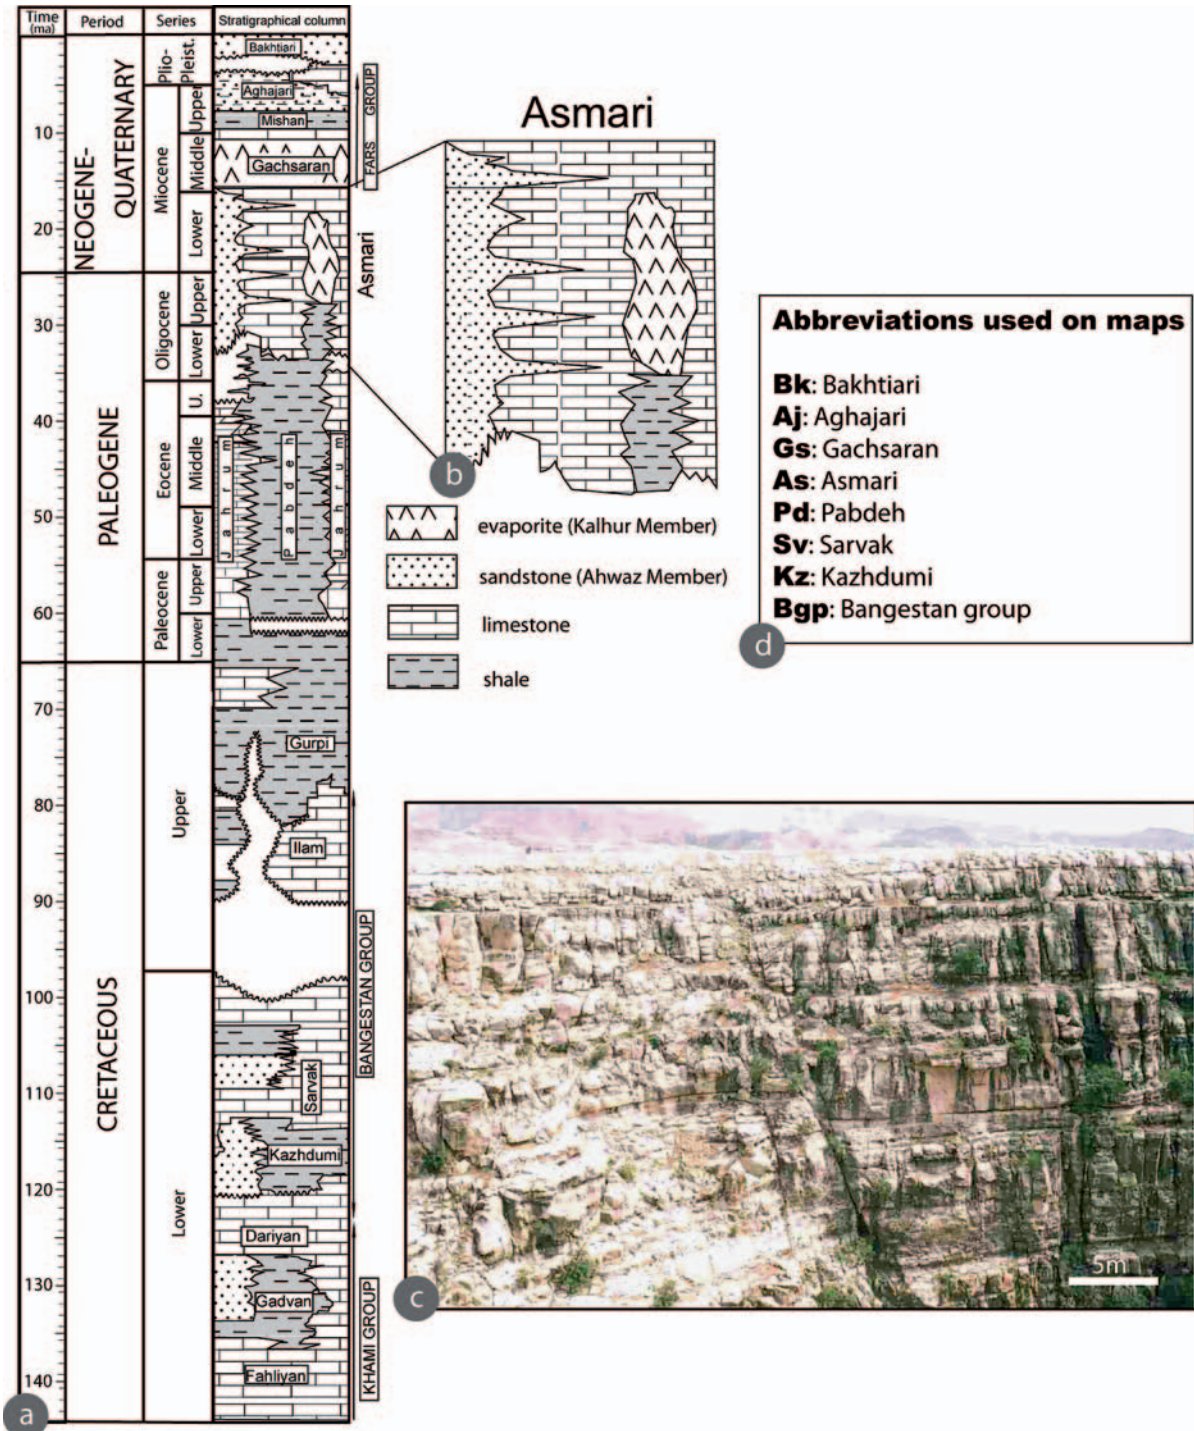 Time
(ma)
Period
Series
Stratigraphical column
10
20
30
40
50
60
70
80
90
100
110
120
130
140
NEOGENE-
QUATERNARY
PALEOGENE
CRETACEOUS
Plio-
Pleist.
Miocene
Upper
Middle
Lower
Oligocene
Upper
Lower
Eocene
U.
Middle
Lower
Paleocene
Upper
Lower
Upper
Lower
Bakhtiari
Aghajari
Mishan
Gachsaran
Asmari
Jahrum
Pabdeh
Jahrum
Gurpi
Ilam
Sarvak
Kazhdumi
Dariyan
Gadvan
Fahliyan
FARS GROUP
BANGESTAN GROUP
KHAMI GROUP
a
Asmari
b
evaporite (Kalhur Member)
sandstone (Ahwaz Member)
limestone
shale
Abbreviations used on maps
Bk: Bakhtiari
Aj: Aghajari
Gs: Gachsaran
As: Asmari
Pd: Pabdeh
Sv: Sarvak
Kz: Kazhdumi
Bgp: Bangestan group
d
5m
c